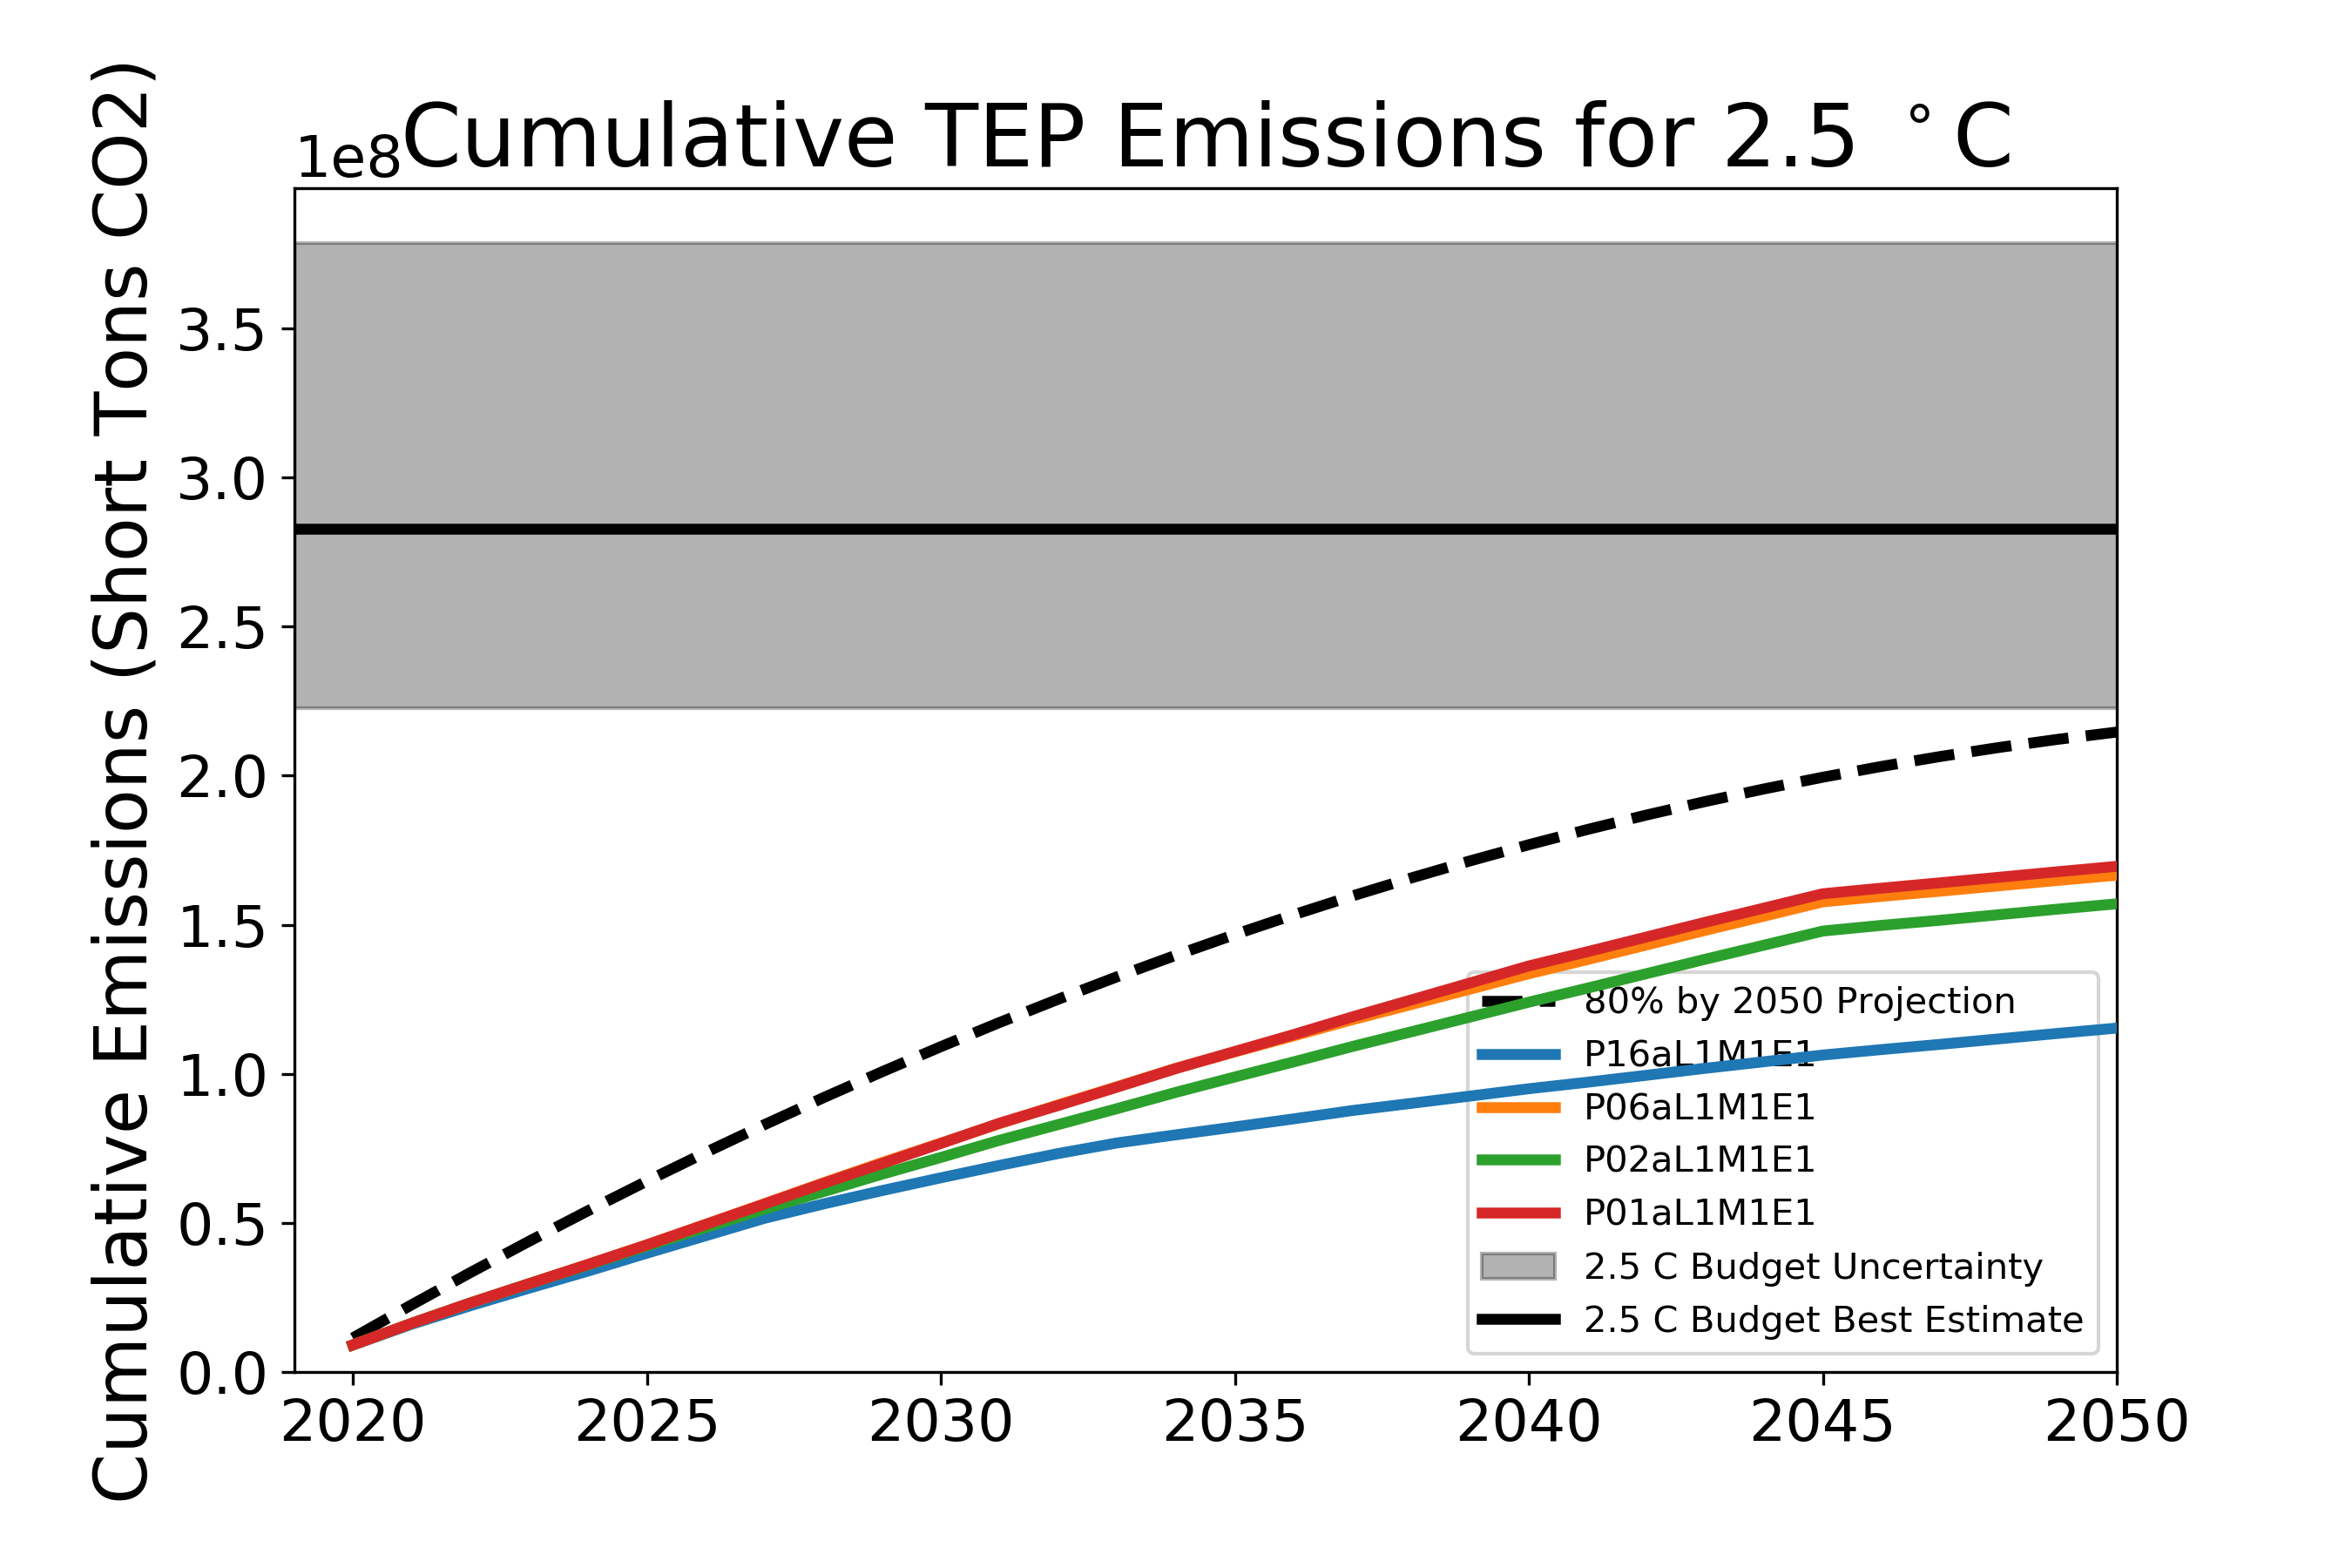 Cumulative TEP Emissions for 2.5 °C
1e8
Cumulative Emissions (Short Tons CO2)
3.5
3.0
2.5
2.0
1.5
1.0
0.5
0.0
2020 2025 2030 2035 2040 2045 2050
80% by 2050 Projection
P16aL1M1E1
P06aL1M1E1
P02aL1M1E1
P01aL1M1E1
2.5 C Budget Uncertainty
2.5 C Budget Best Estimate